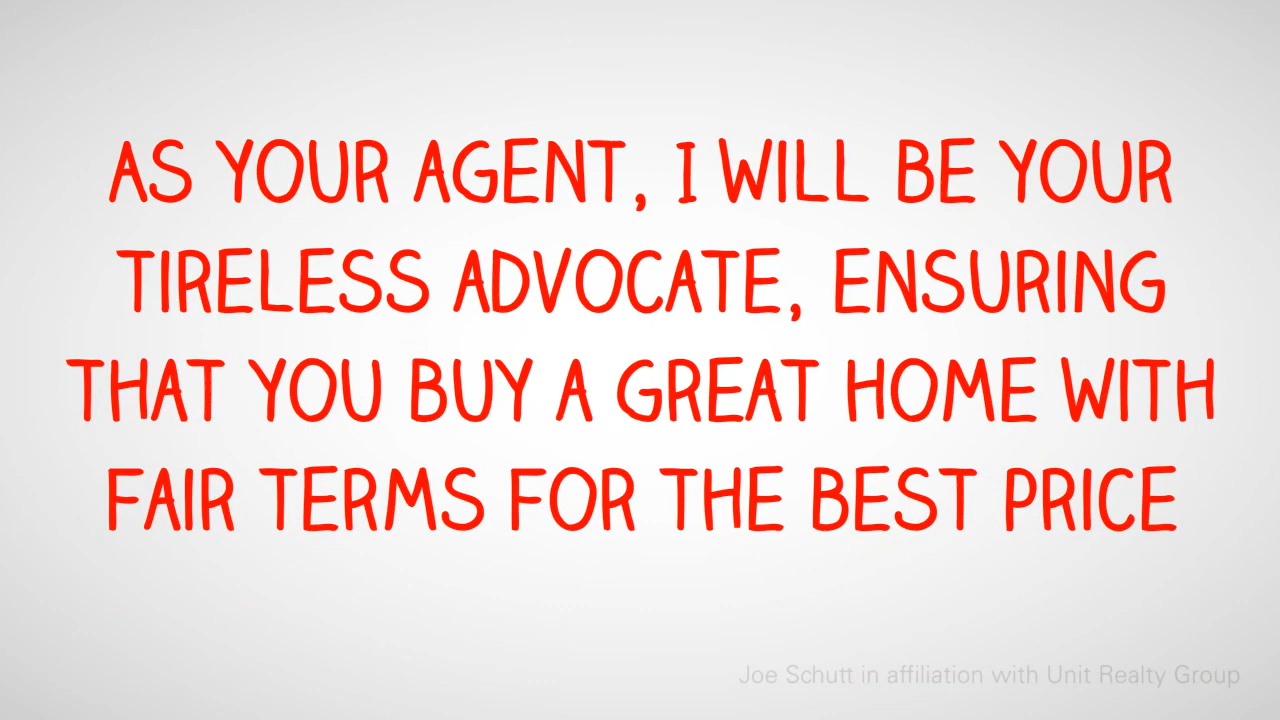 AS YOUR AGENT, I WILL BE YOUR
TIRELESS ADVOCATE, ENSURING
THAT YOU BUY A GREAT HOME WITH
FAIR TERMS FOR THE BEST PRICE
Joe Schutt in affiliation with Unit Realty Group